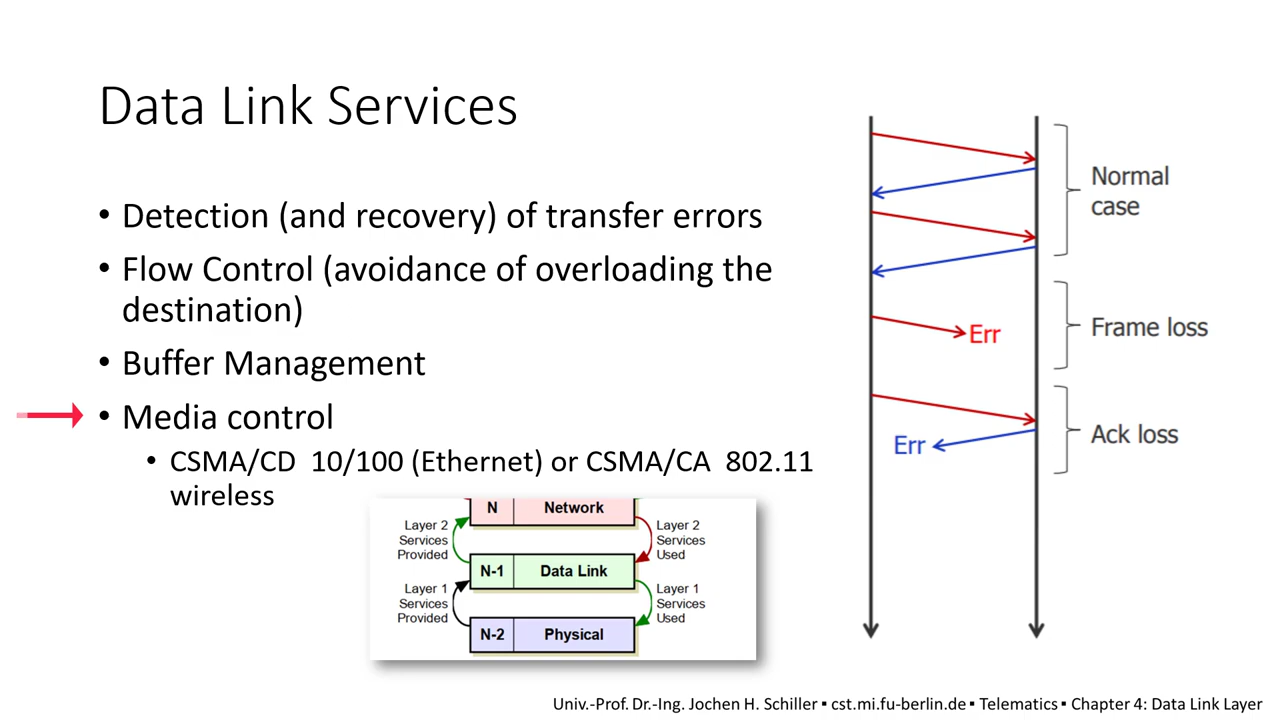 Data Link Services
• Detection (and recovery) of transfer errors
• Flow Control (avoidance of overloading the
destination)
• Buffer Management
• Media control
• CSMA/CD 10/100 (Ethernet) or CSMA/CA 802.11
wireless
Normal
case
Err
Frame loss
Err
Ack loss
N Network
Layer 2
Services
Provided
Layer 2
Services
Used
N-1 Data Link
Layer 1
Services
Provided
Layer 1
Services
Used
N-2 Physical
Univ.-Prof. Dr.-Ing. Jochen H. Schiller ▪ cst.mi.fu-berlin.de ▪ Telematics ▪ Chapter 4: Data Link Layer